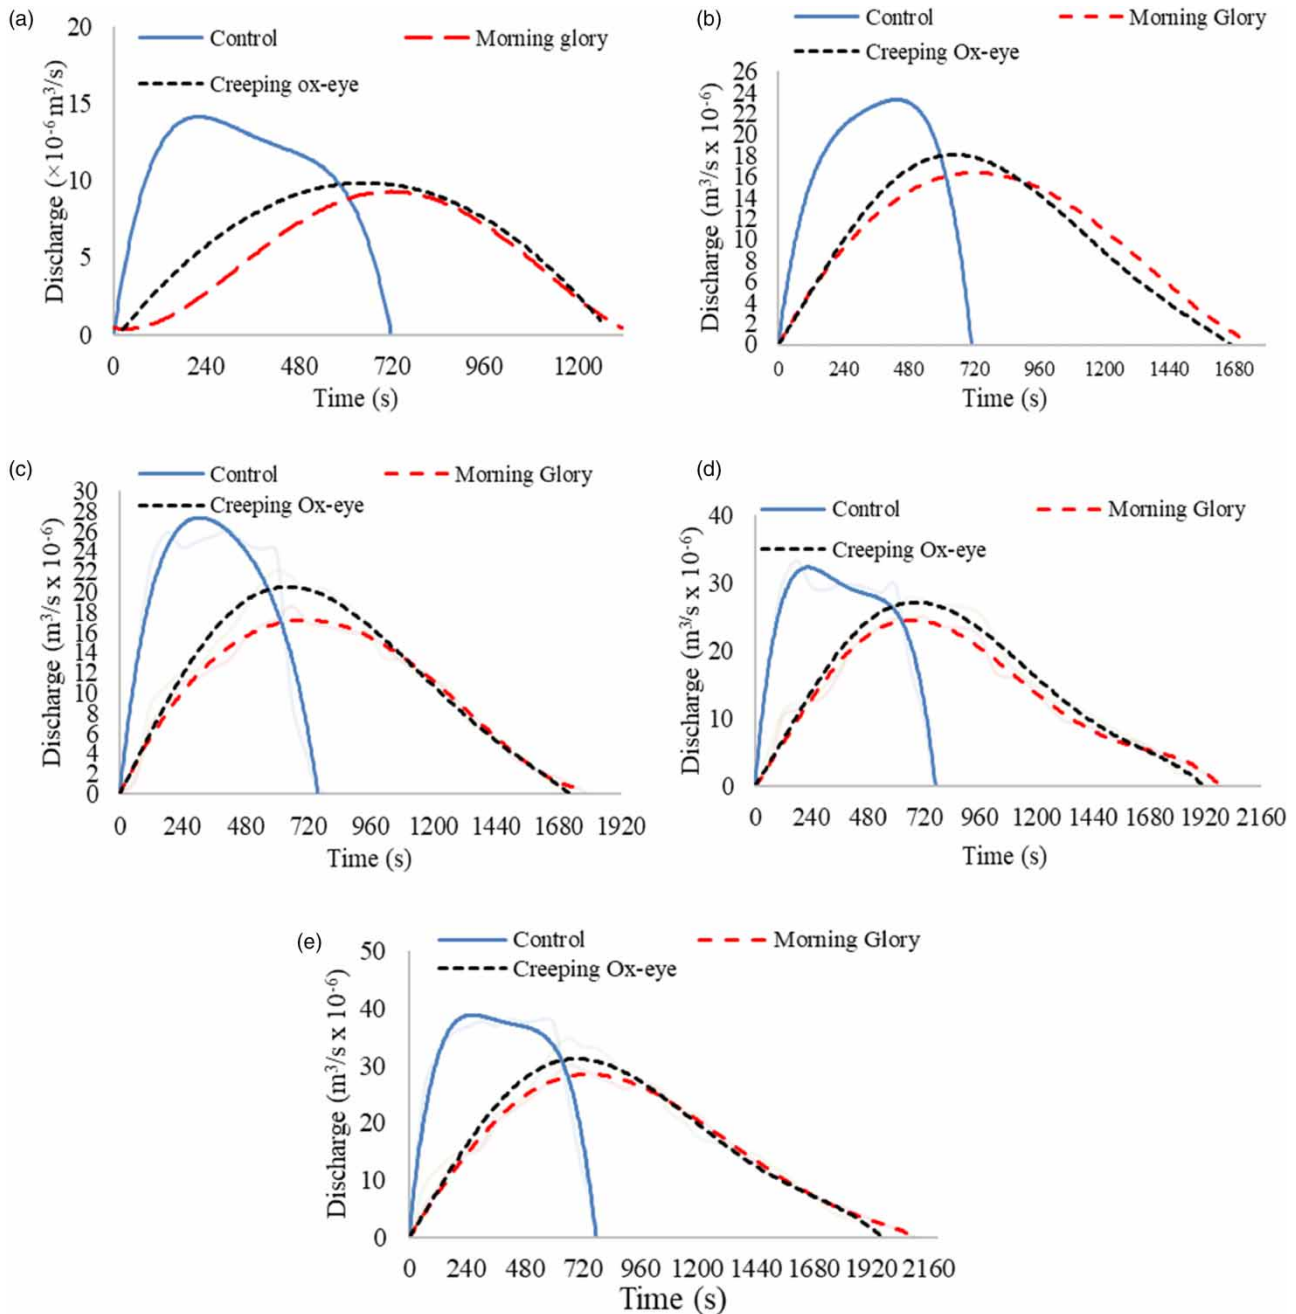 (a)
20
Control
Morning glory
Creeping ox-eye
15
10
5
0
Discharge (×10-6 m3/s)
0 240 480 720 960 1200
Time (s)
(b)
Morning Glory
Control
Creeping Ox-eye
26
24
22
20
18
16
14
12
10
8
6
4
2
0
Discharge (m3/s x 10-6)
0 240 480 720 960 1200 1440 1680
Time (s)
(c)
Control
Morning Glory
Creeping Ox-eye
30
28
26
24
22
20
18
16
14
12
10
8
6
4
2
0
Discharge (m3/s x 10-6)
0 240 480 720 960 1200 1440 1680 1920
Time (s)
(d)
Control
Morning Glory
Creeping Ox-eye
40
30
20
10
0
Discharge (m3/s x 10-6)
0 240 480 720 960 1200 1440 1680 1920 2160
Time (s)
(e)
Control
Morning Glory
Creeping Ox-eye
50
40
30
20
10
0
Discharge (m3/s x 10-6)
0 240 480 720 960 1200 1440 1680 1920 2160
Time (s)